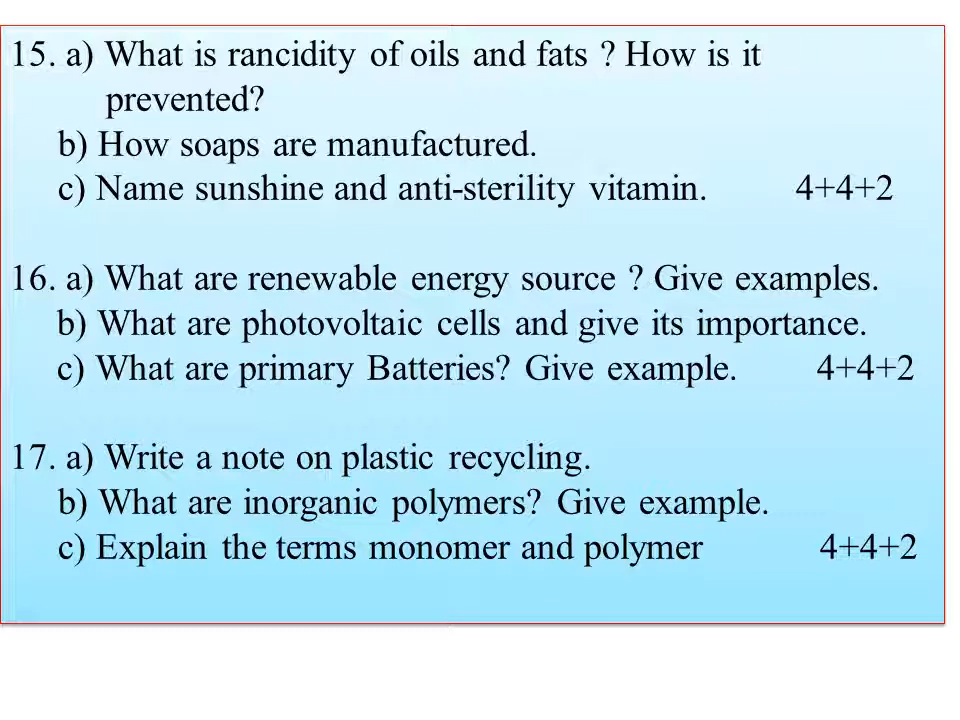 15. a) What is rancidity of oils and fats ? How is it
prevented?
b) How soaps are manufactured.
c) Name sunshine and anti-sterility vitamin. 4+4+2
16. a) What are renewable energy source ? Give examples.
b) What are photovoltaic cells and give its importance.
c) What are primary Batteries? Give example. 4+4+2
17. a) Write a note on plastic recycling.
b) What are inorganic polymers? Give example.
c) Explain the terms monomer and polymer 4+4+2